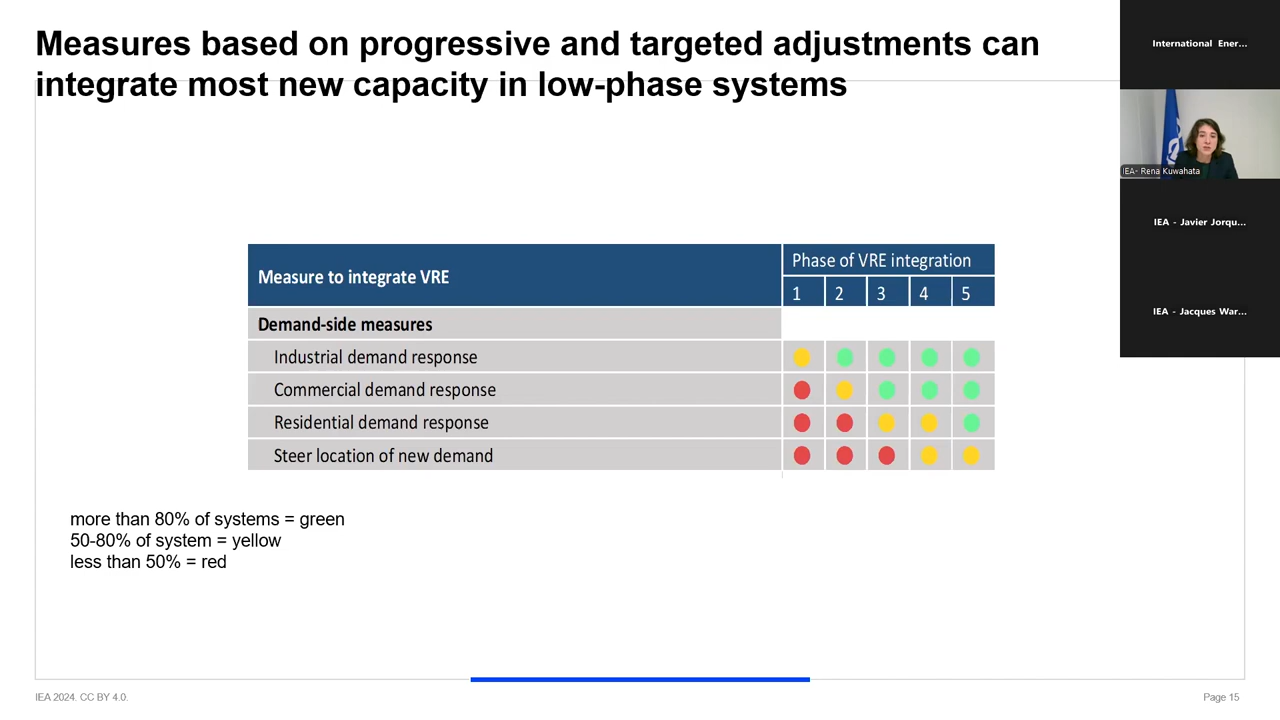 Measures based on progressive and targeted adjustments can
integrate most new capacity in low-phase systems
International Ener...
IEA- Rena Kuwahata
IEA - Javier Jorqu...
IEA - Jacques War...
Measure to integrate VRE
Phase of VRE integration
1 2 3 4 5
Demand-side measures
Industrial demand response
Commercial demand response
Residential demand response
Steer location of new demand
more than 80% of systems = green
50-80% of system = yellow
less than 50% = red
IEA 2024. CC BY 4.0.
Page 15